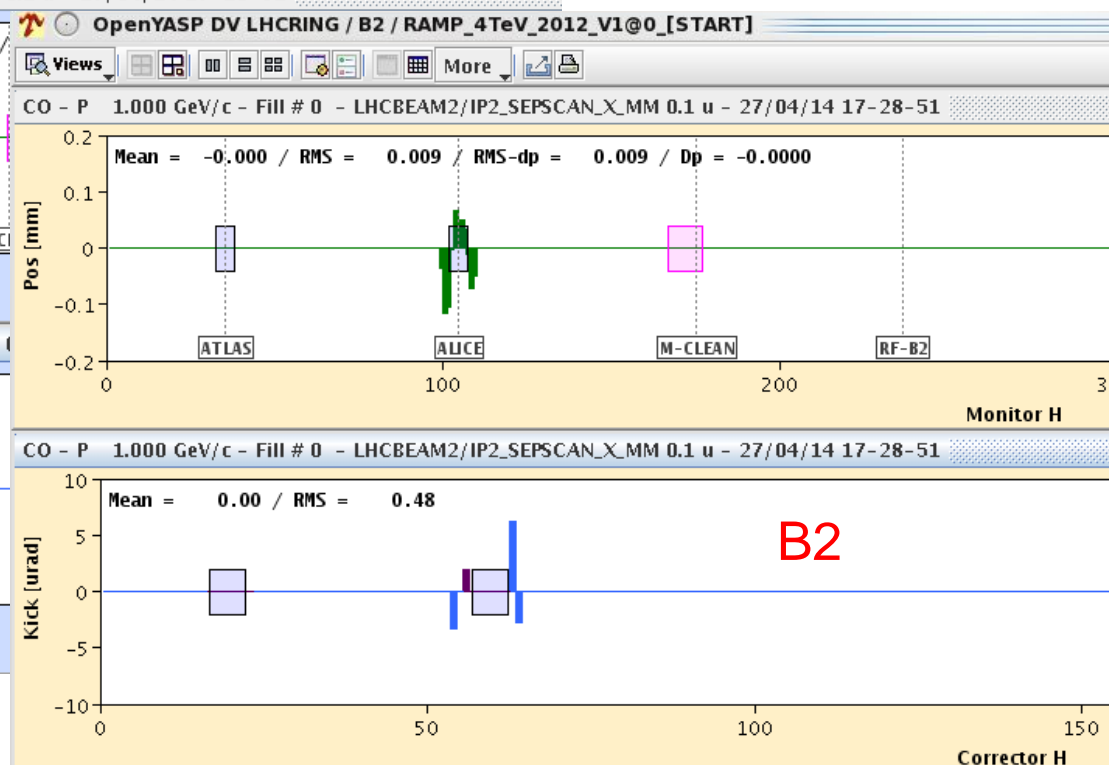 OpenYASP DV LHCRING / B2 / RAMP_4TeV_2012_V1@0_[START]
Views More
CO - P 1.000 GeV/c - Fill # 0 - LHCBEAM2/IP2_SEPSCAN_X_MM 0.1 u - 27/04/14 17-28-51
Mean = -0.000 / RMS = 0.009 / RMS-dp = 0.009 / Dp = -0.0000
Pos [mm]
0.2
0.1
0
-0.1
-0.2
ATLAS ALICE M-CLEAN RF-B2
0 100 200 3
Monitor H
CO - P 1.000 GeV/c - Fill # 0 - LHCBEAM2/IP2_SEPSCAN_X_MM 0.1 u - 27/04/14 17-28-51
Mean = 0.00 / RMS = 0.48
B2
Kick [urad]
10
5
0
-5
-10
0 50 100 150
Corrector H